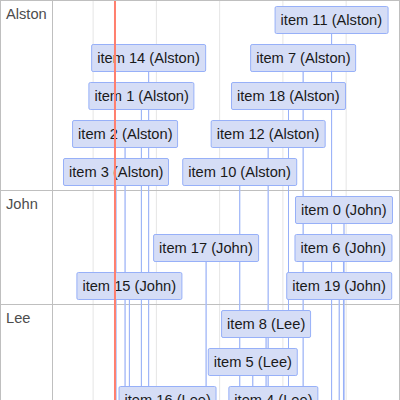 Alston
item 11 (Alston)
item 14 (Alston)
item 7 (Alston)
item 1 (Alston)
item 18 (Alston)
item 2 (Alston)
item 12 (Alston)
item 3 (Alston)
item 10 (Alston)
John
item 0 (John)
item 17 (John)
item 6 (John)
item 15 (John)
item 19 (John)
Lee
item 8 (Lee)
item 5 (Lee)
item 16 (Lee)
item 4 (Lee)